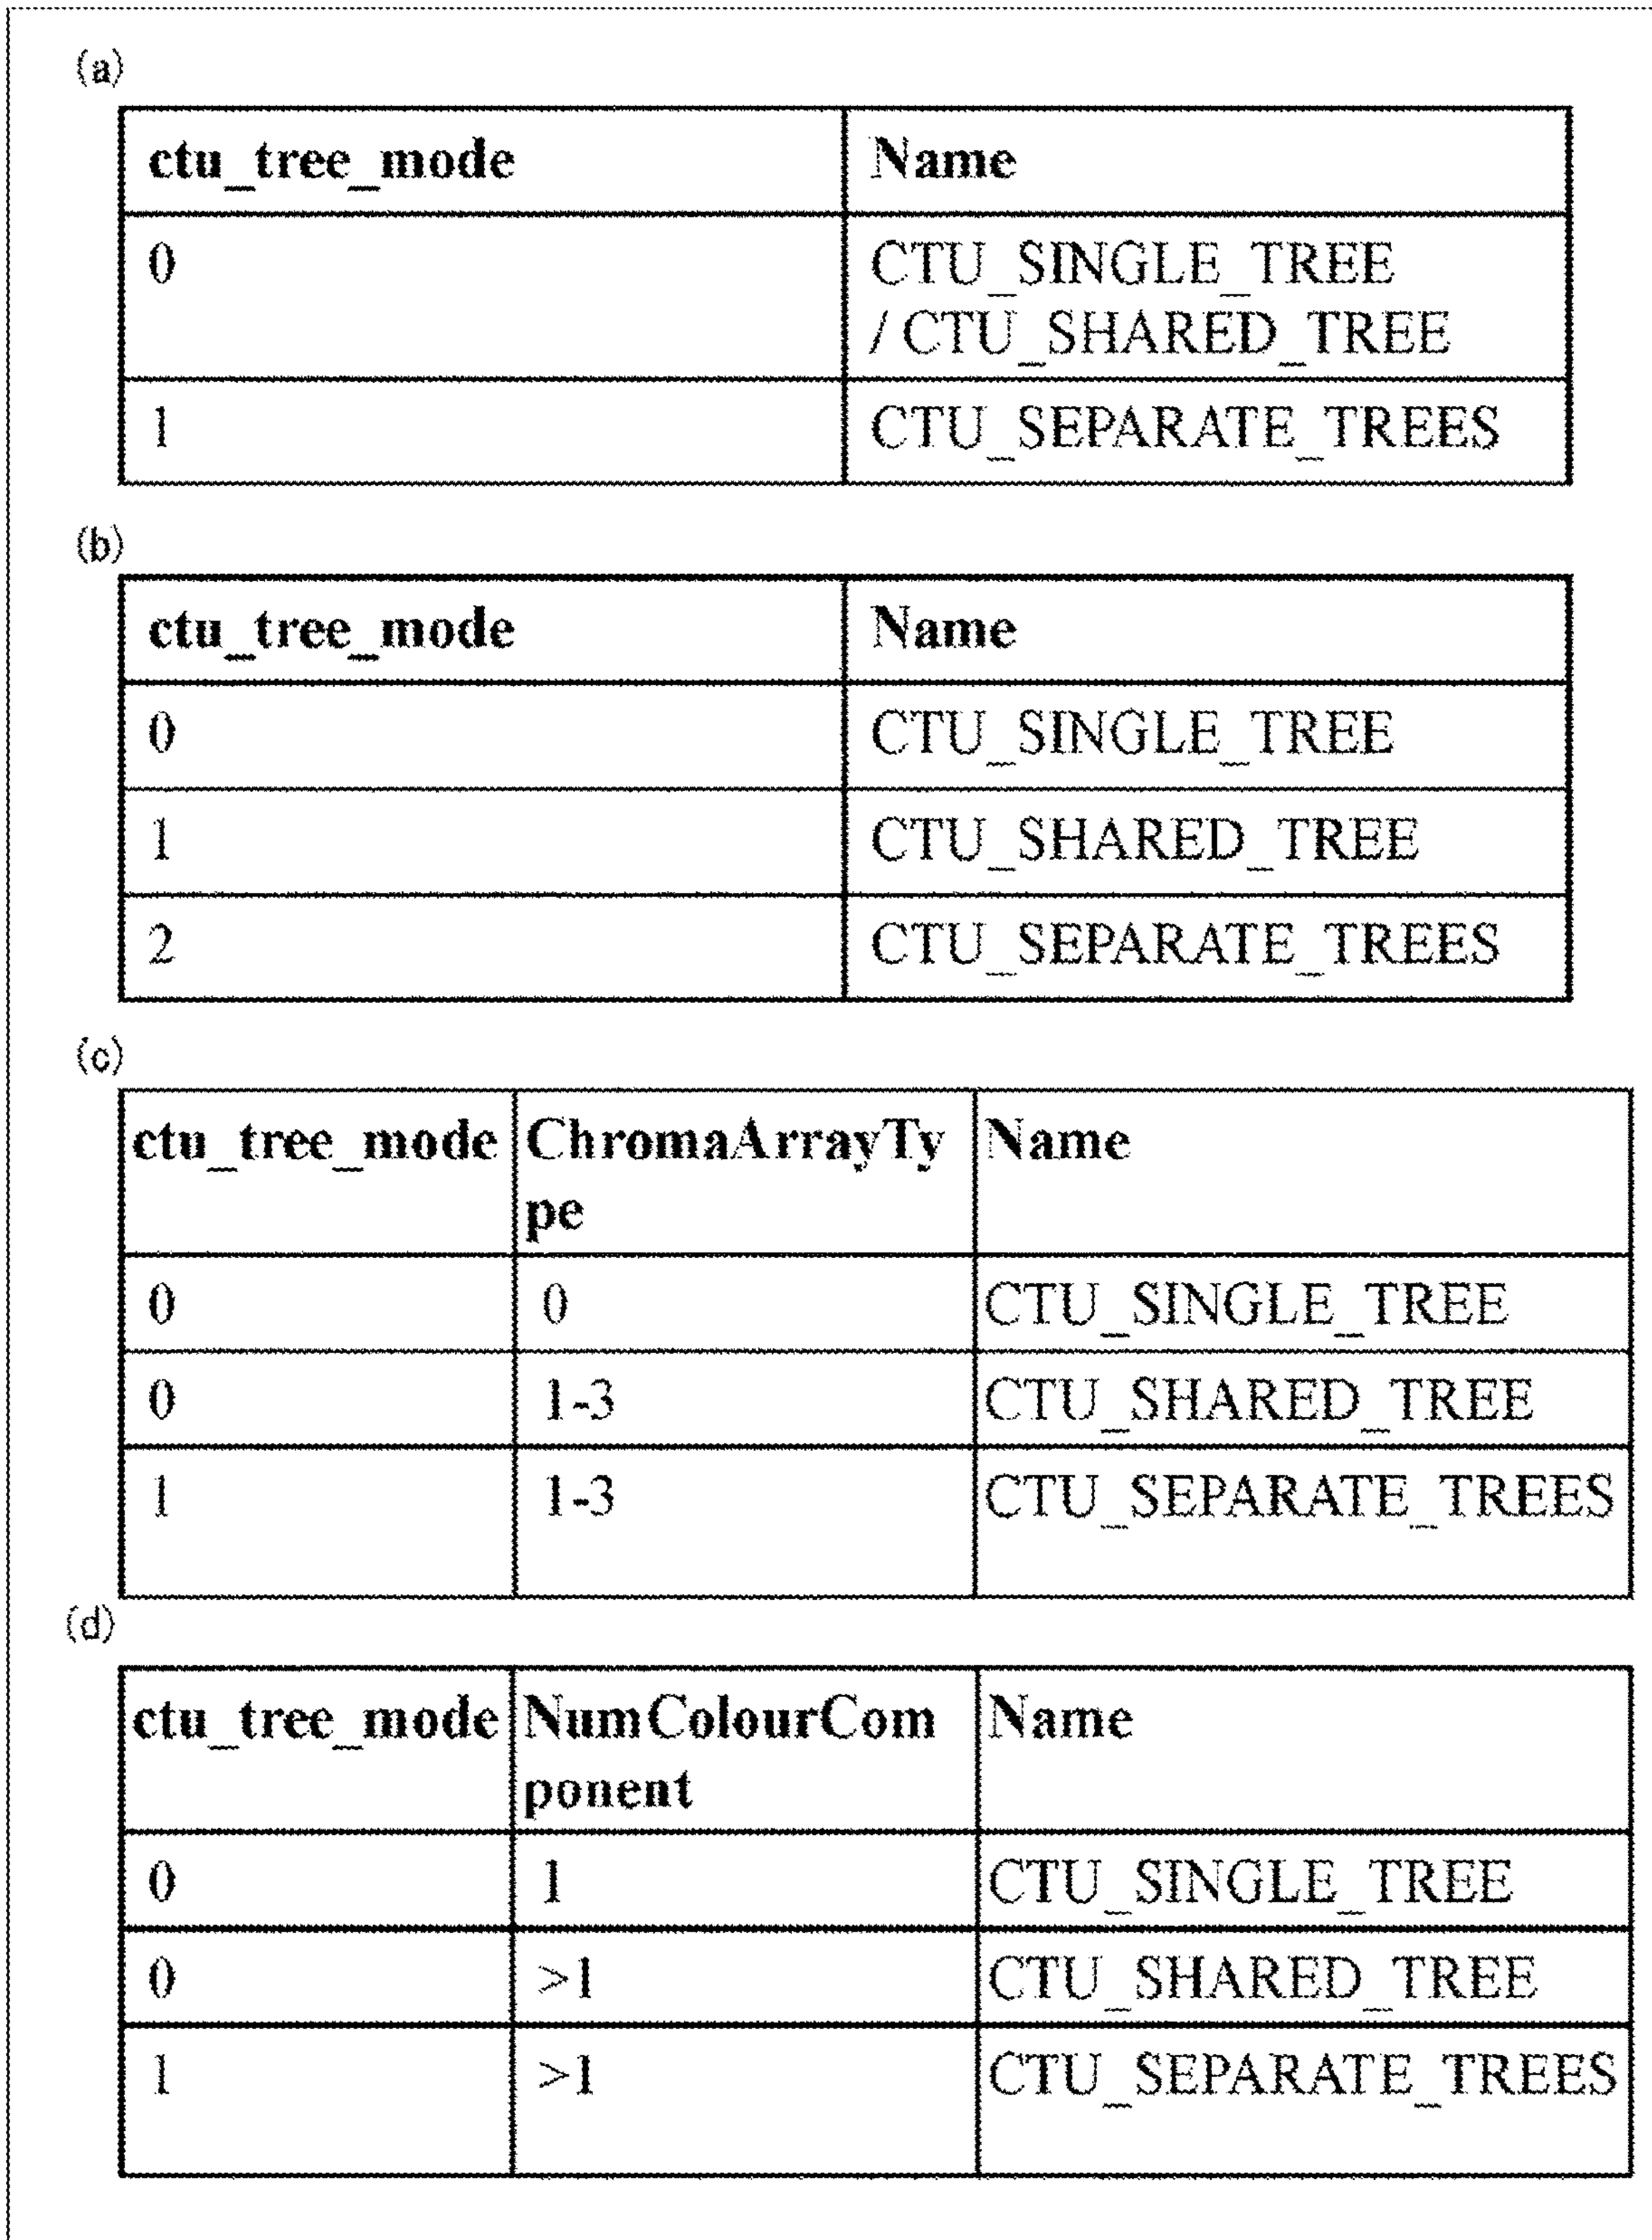 (a)
ctu_tree_mode Name
0 CTU_SINGLE_TREE
/ CTU_SHARED_TREE
1 CTU_SEPARATE_TREES
(b)
ctu_tree_mode Name
0 CTU_SINGLE_TREE
1 CTU_SHARED_TREE
2 CTU_SEPARATE_TREES
(c)
ctu_tree_mode ChromaArrayTy Name
pe
0 0 CTU_SINGLE_TREE
0 1-3 CTU_SHARED_TREE
1 1-3 CTU_SEPARATE_TREES
(d)
ctu_tree_mode NumColourCom Name
ponent
0 1 CTU_SINGLE_TREE
0 >1 CTU_SHARED_TREE
1 >1 CTU_SEPARATE_TREES